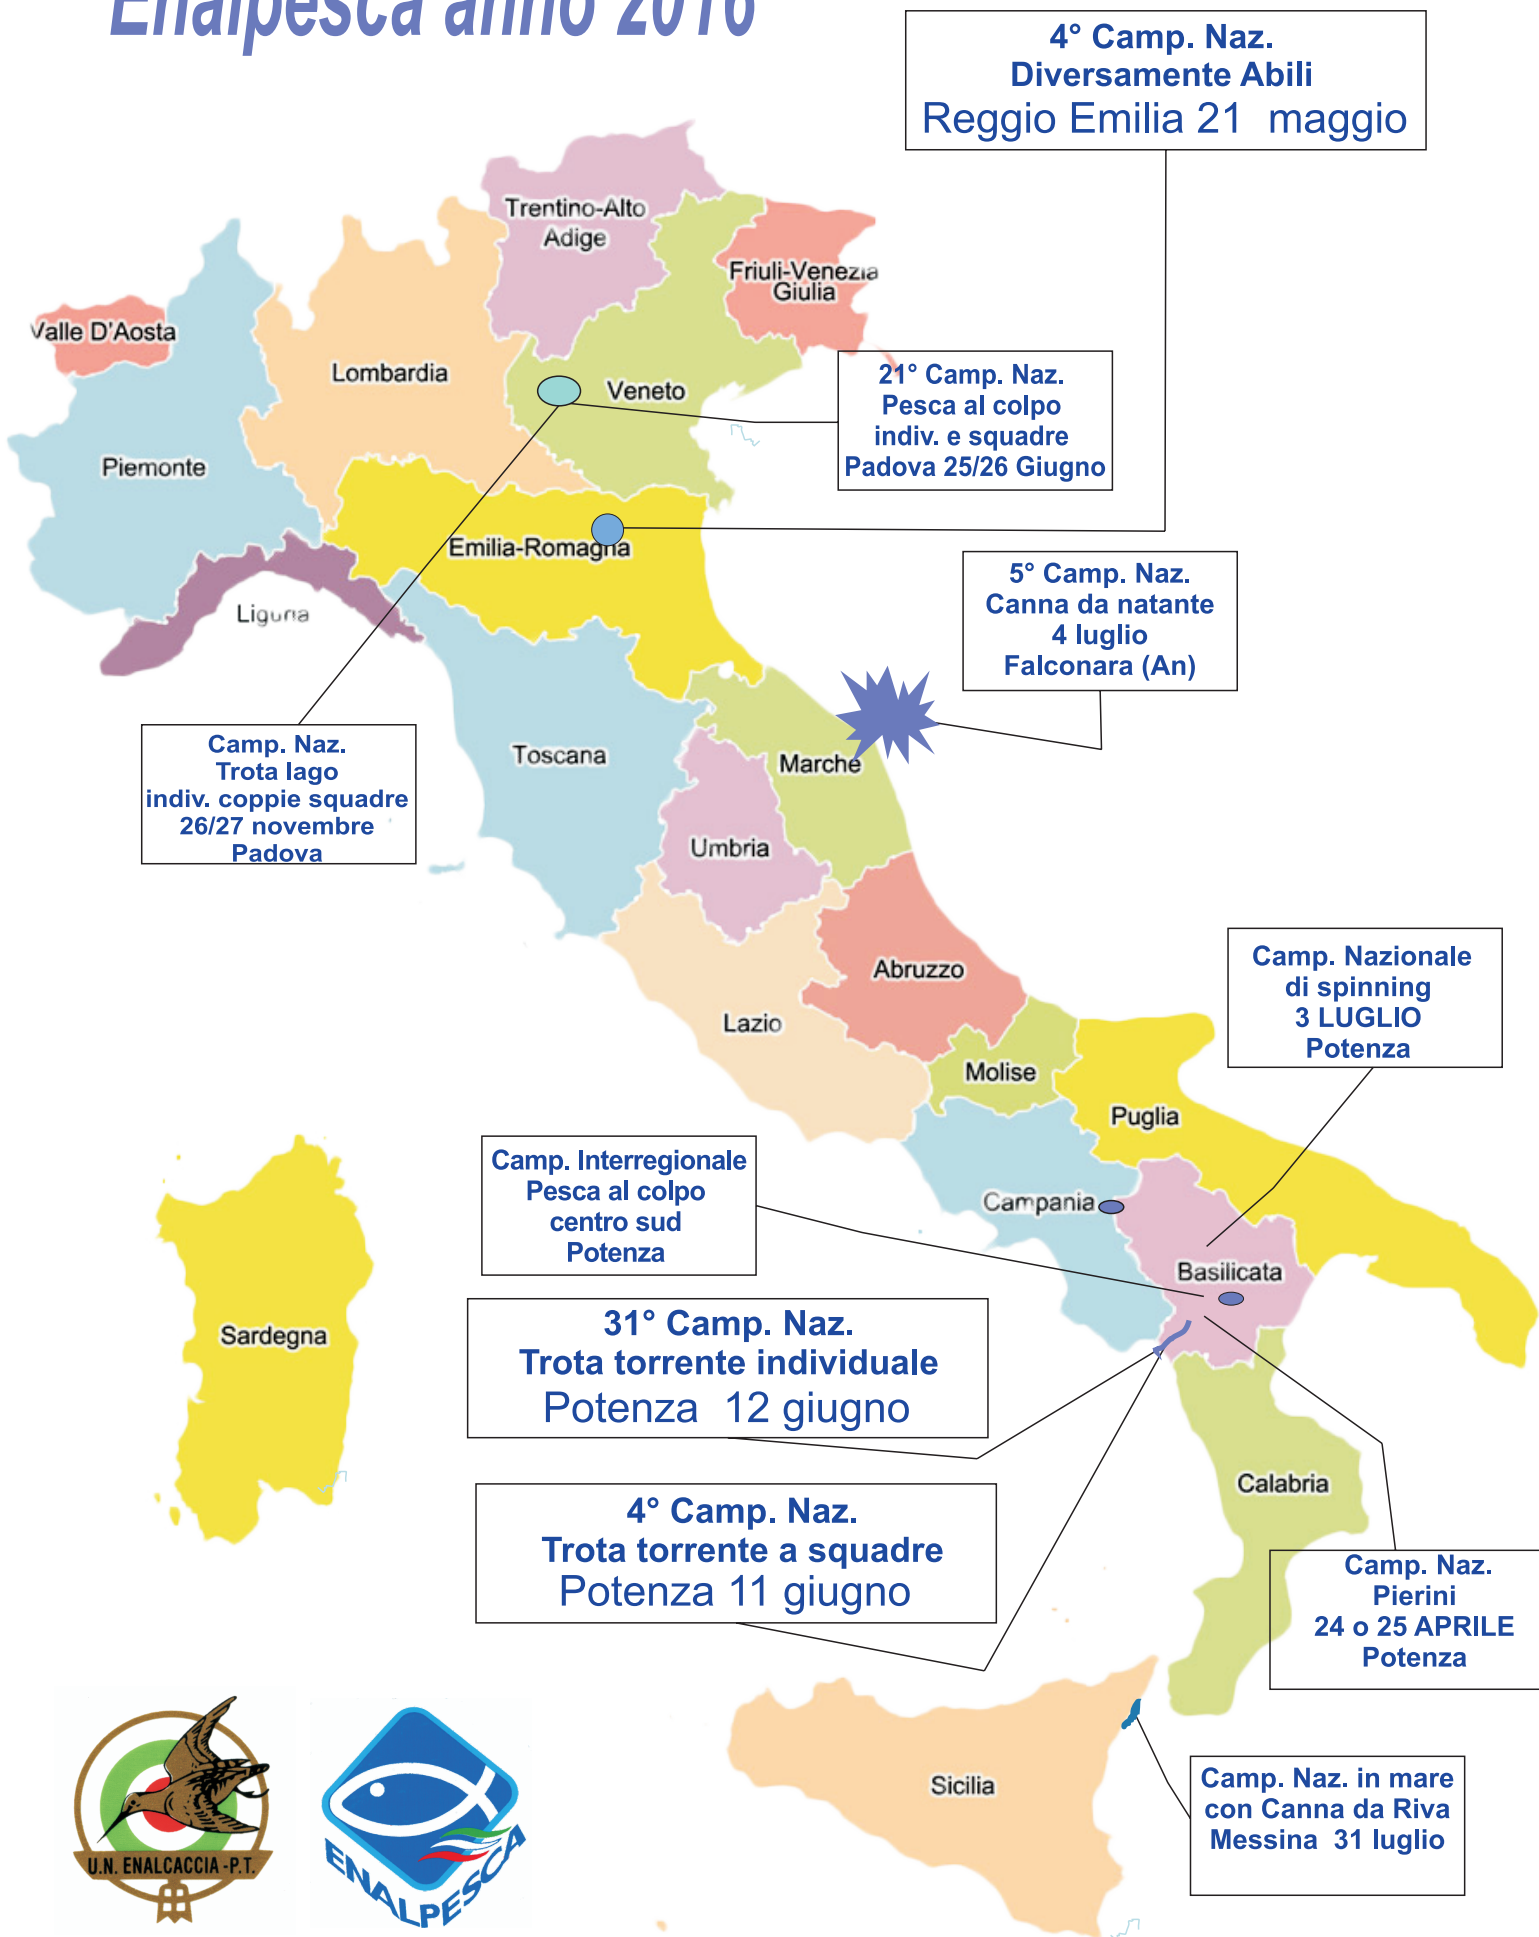 Enalpesca anno 2016
4° Camp. Naz.
Diversamente Abili
Reggio Emilia 21 maggio
Trentino-Alto
Adige
Friuli-Venezia
Giulia
Valle D'Aosta
Lombardia
Veneto
21° Camp. Naz.
Pesca al colpo
indiv. e squadre
Padova 25/26 Giugno
Piemonte
Emilia-Romagna
Liguria
5° Camp. Naz.
Canna da natante
4 luglio
Falconara (An)
Camp. Naz.
Trota lago
indiv. coppie squadre
26/27 novembre
Padova
Toscana
Marche
Umbria
Abruzzo
Lazio
Camp. Nazionale
di spinning
3 LUGLIO
Potenza
Molise
Puglia
Camp. Interregionale
Pesca al colpo
centro sud
Potenza
Campania
Basilicata
Sardegna
31° Camp. Naz.
Trota torrente individuale
Potenza 12 giugno
Calabria
4° Camp. Naz.
Trota torrente a squadre
Potenza 11 giugno
Camp. Naz.
Pierini
24 o 25 APRILE
Potenza
Sicilia
Camp. Naz. in mare
con Canna da Riva
Messina 31 luglio
U.N. ENALCACCIA -P.T.
ENALPESCA